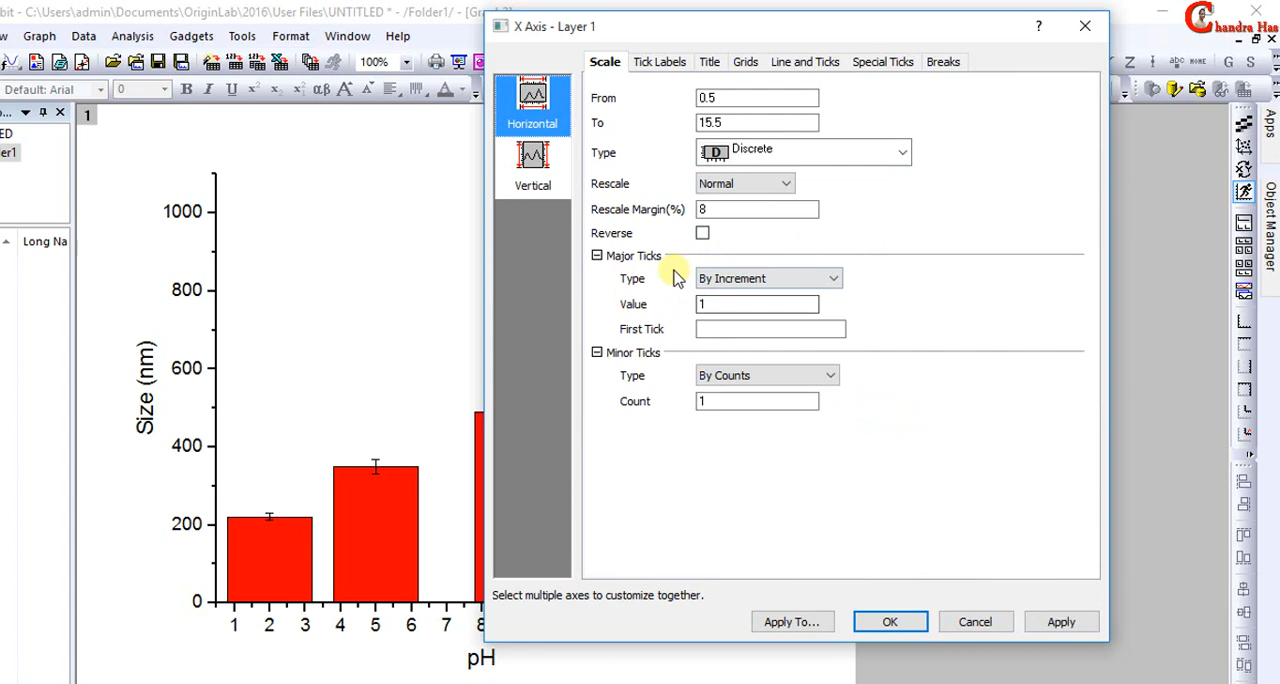 bit - C:\Users\admin\Documents\OriginLab\2016\User Files\UNTITLED * - /Folder1/ - [Gra
Chandra Has
Graph Data Analysis Gadgets Tools Format Window Help
100%
Default: Arial 0 B I U
X Axis - Layer 1
?
Horizontal
Vertical
Scale Tick Labels Title Grids Line and Ticks Special Ticks Breaks
From 0.5
To 15.5
Type D Discrete
Rescale Normal
Rescale Margin(%) 8
Reverse
Major Ticks
Type By Increment
Value 1
First Tick
Minor Ticks
Type By Counts
Count 1
Select multiple axes to customize together.
Apply To... OK Cancel Apply
ED
Long Na
1
1000
800
600
400
200
0
Size (nm)
1 2 3 4 5 6 7 8
pH
Apps
Object Manager